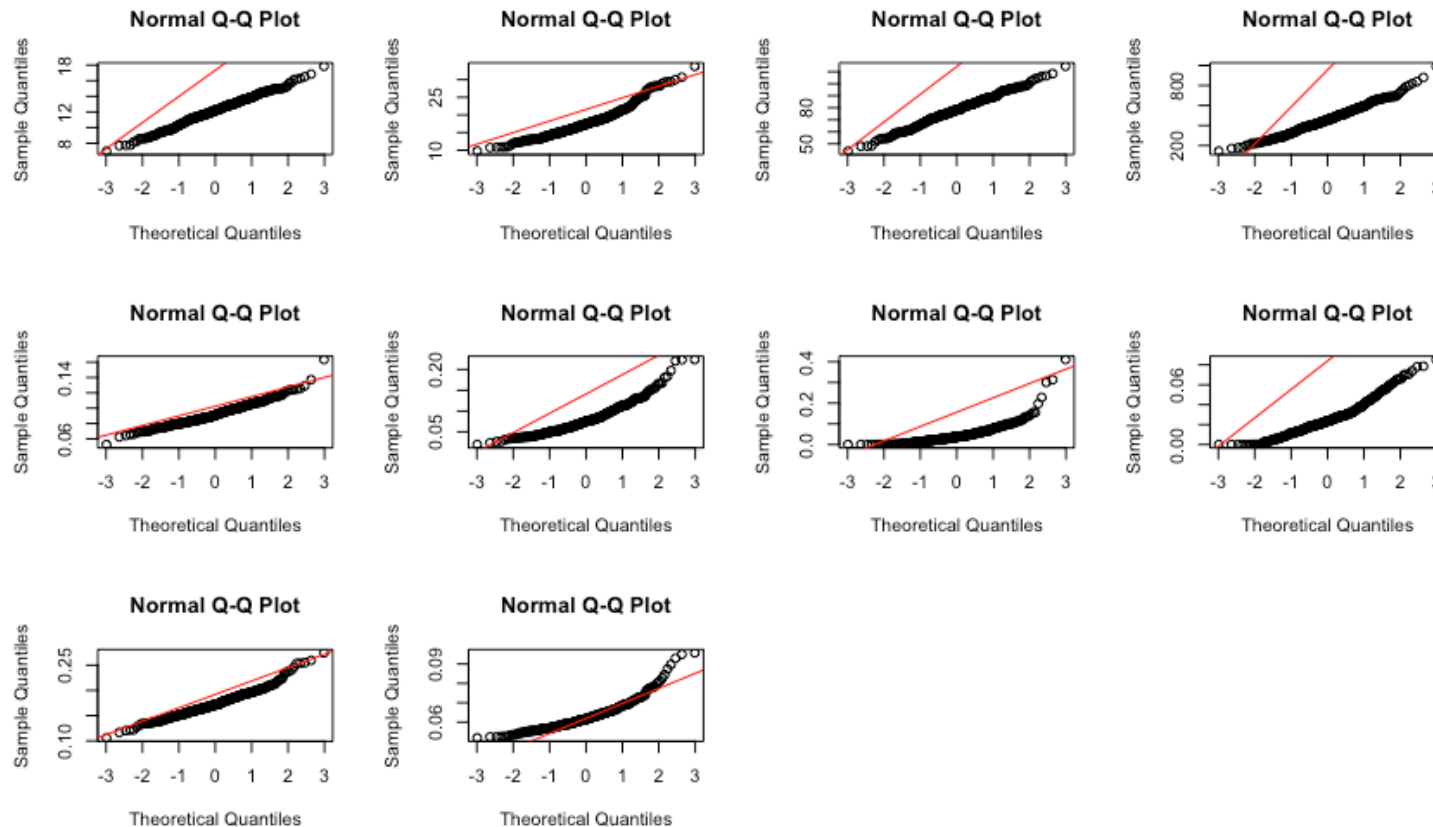 Normal Q-Q Plot
Sample Quantiles
8 12 18
-3 -2 -1 0 1 2 3
Theoretical Quantiles
Normal Q-Q Plot
Sample Quantiles
10 25
-3 -2 -1 0 1 2 3
Theoretical Quantiles
Normal Q-Q Plot
Sample Quantiles
50 80
-3 -2 -1 0 1 2 3
Theoretical Quantiles
Normal Q-Q Plot
Sample Quantiles
200 800
-3 -2 -1 0 1 2 3
Theoretical Quantiles
Normal Q-Q Plot
Sample Quantiles
0.06 0.14
-3 -2 -1 0 1 2 3
Theoretical Quantiles
Normal Q-Q Plot
Sample Quantiles
0.05 0.20
-3 -2 -1 0 1 2 3
Theoretical Quantiles
Normal Q-Q Plot
Sample Quantiles
0.0 0.2 0.4
-3 -2 -1 0 1 2 3
Theoretical Quantiles
Normal Q-Q Plot
Sample Quantiles
0.00 0.06
-3 -2 -1 0 1 2 3
Theoretical Quantiles
Normal Q-Q Plot
Sample Quantiles
0.10 0.25
-3 -2 -1 0 1 2 3
Theoretical Quantiles
Normal Q-Q Plot
Sample Quantiles
0.06 0.09
-3 -2 -1 0 1 2 3
Theoretical Quantiles